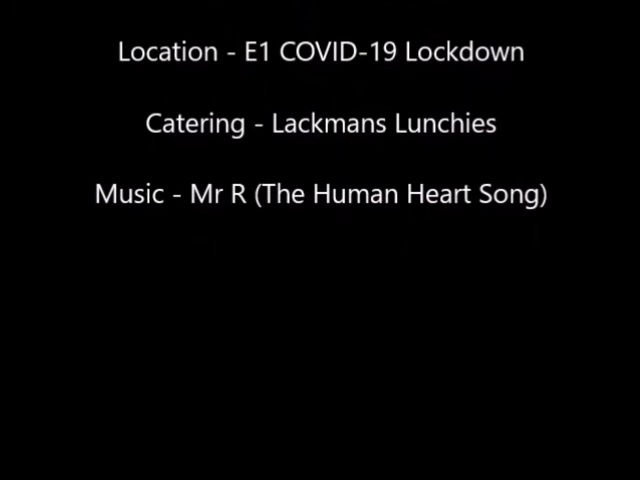 Location - E1 COVID-19 Lockdown
Catering - Lackmans Lunchies
Music - Mr R (The Human Heart Song)